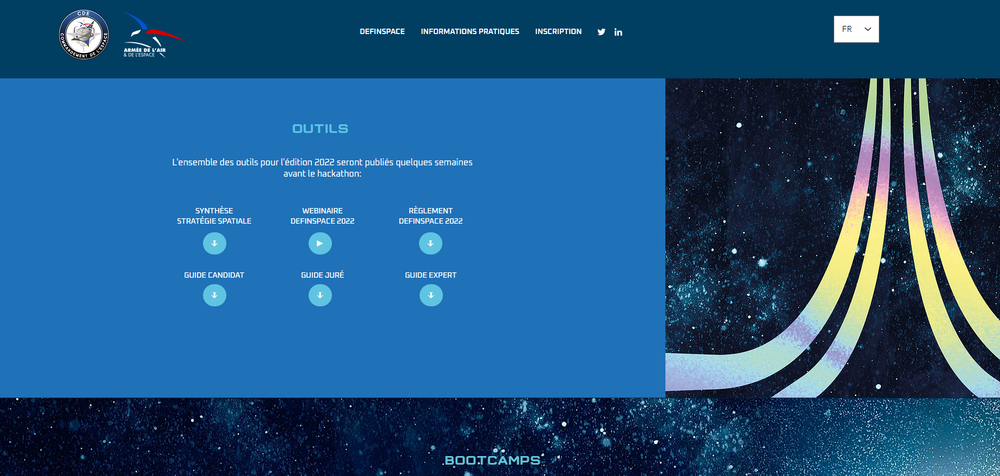 CDE
COMMANDEMENT DE L'ESPACE
ARMÉE DE L'AIR
& DE L'ESPACE
DEFINSPACE
INFORMATIONS PRATIQUES
INSCRIPTION
FR
OUTILS
L'ensemble des outils pour l'édition 2022 seront publiés quelques semaines
avant le hackathon:
SYNTHÈSE
STRATÉGIE SPATIALE
WEBINAIRE
DEFINSPACE 2022
RÈGLEMENT
DEFINSPACE 2022
GUIDE CANDIDAT
GUIDE JURÉ
GUIDE EXPERT
BOOTCAMPS